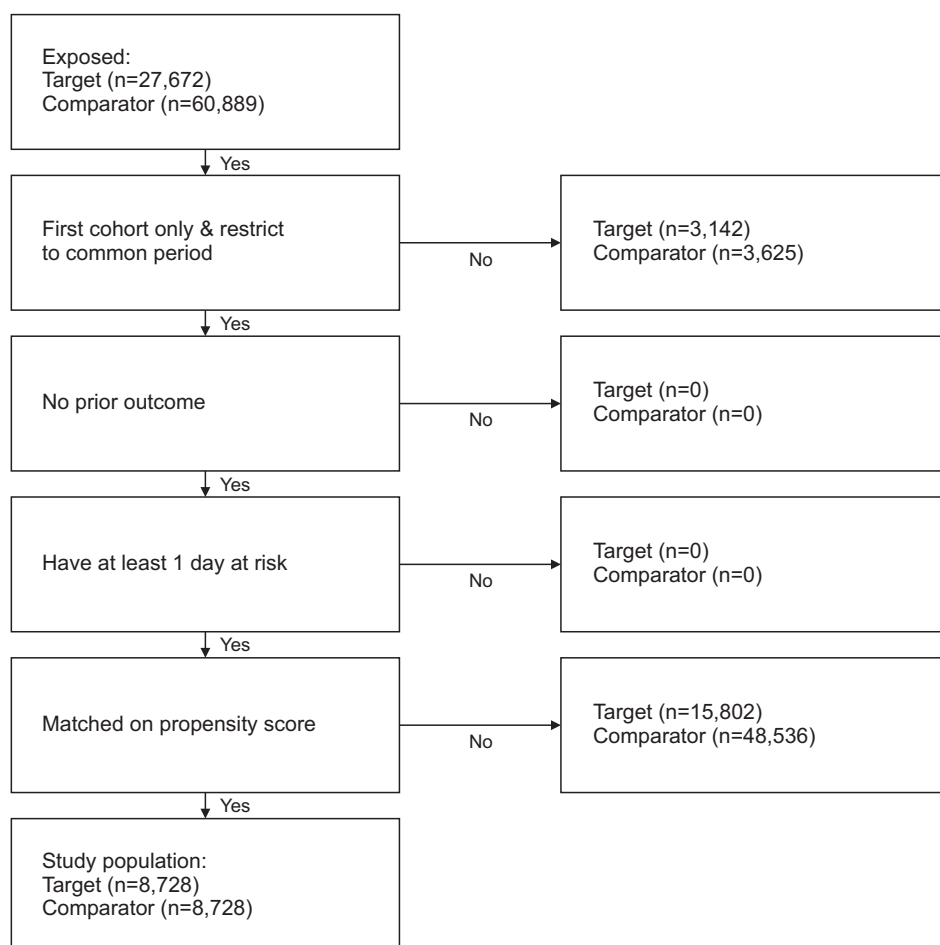 Exposed:
Target (n=27,672)
Comparator (n=60,889)
Yes
First cohort only & restrict
to common period
No
Target (n=3,142)
Comparator (n=3,625)
Yes
No prior outcome
No
Target (n=0)
Comparator (n=0)
Yes
Have at least 1 day at risk
No
Target (n=0)
Comparator (n=0)
Yes
Matched on propensity score
No
Target (n=15,802)
Comparator (n=48,536)
Yes
Study population:
Target (n=8,728)
Comparator (n=8,728)